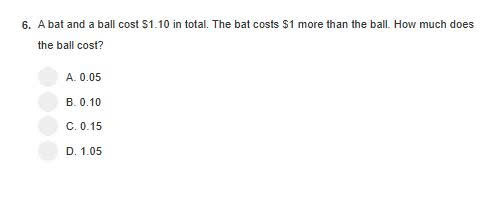 6. A bat and a ball cost $1.10 in total. The bat costs $1 more than the ball. How much does
the ball cost?
A. 0.05
B. 0.10
C. 0.15
D. 1.05